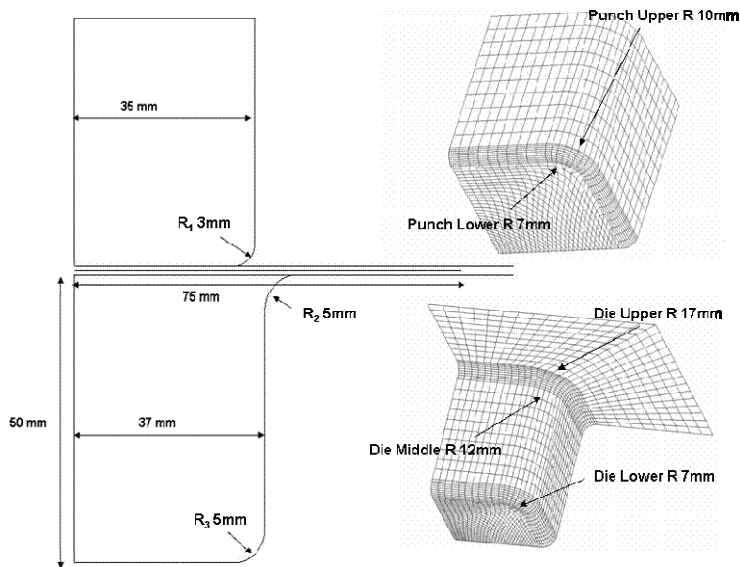 Punch Upper R 10mm
35 mm
R₁ 3mm
Punch Lower R 7mm
75 mm
R₂ 5mm
Die Upper R 17mm
50 mm
37 mm
Die Middle R 12mm
Die Lower R 7mm
R₃ 5mm